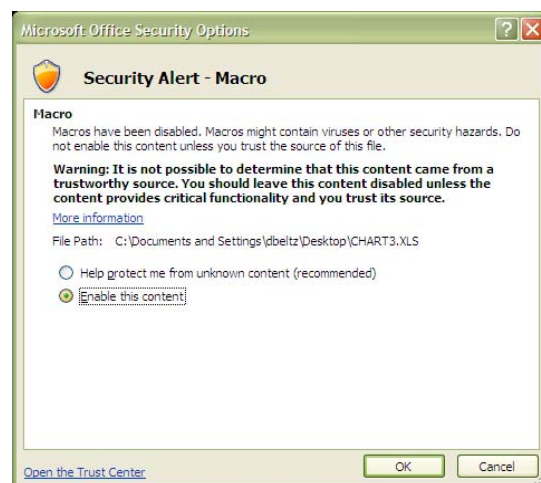 Microsoft Office Security Options
Security Alert - Macro
Macro
Macros have been disabled. Macros might contain viruses or other security hazards. Do
not enable this content unless you trust the source of this file.
Warning: It is not possible to determine that this content came from a
trustworthy source. You should leave this content disabled unless the
content provides critical functionality and you trust its source.
More information
File Path: C:\Documents and Settings\dbeltz\Desktop\CHART3.XLS
Help protect me from unknown content (recommended)
Enable this content
Open the Trust Center
OK
Cancel